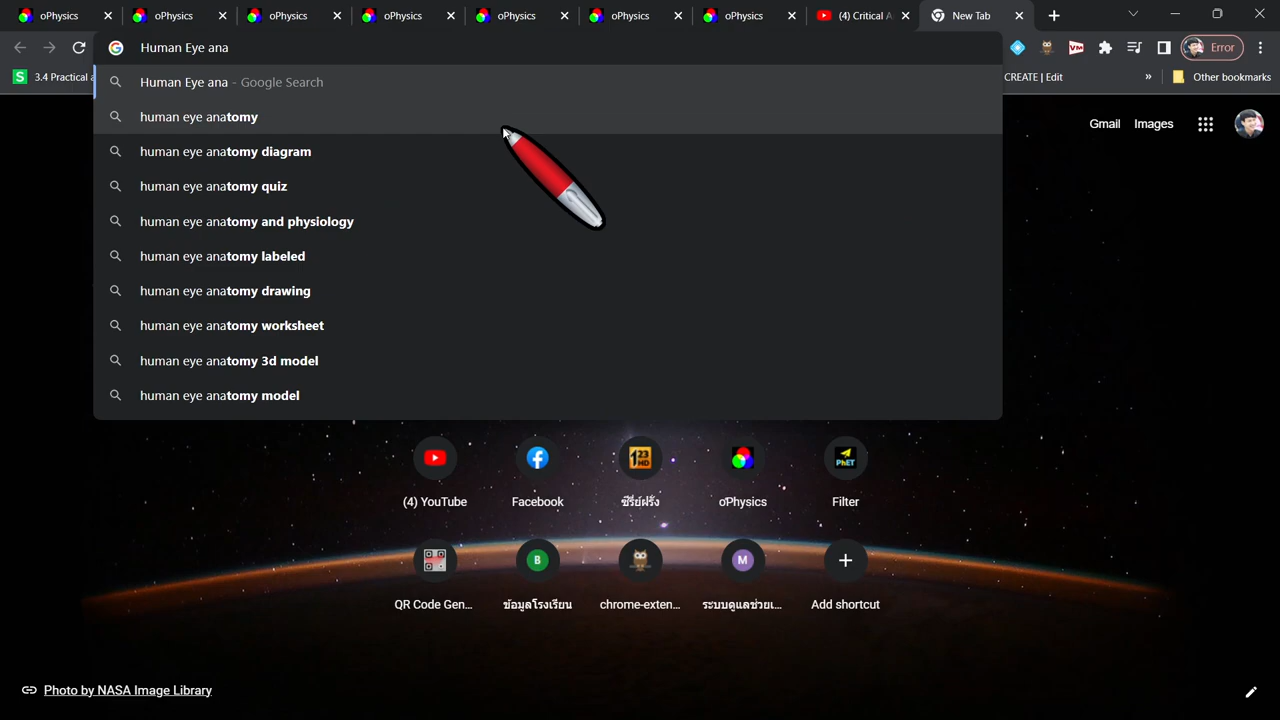 oPhysics
oPhysics
oPhysics
oPhysics
oPhysics
oPhysics
oPhysics
(4) Critical A
New Tab
Human Eye ana
Error
3.4 Practical a
CREATE | Edit
Other bookmarks
Human Eye ana - Google Search
human eye anatomy
human eye anatomy diagram
human eye anatomy quiz
human eye anatomy and physiology
human eye anatomy labeled
human eye anatomy drawing
human eye anatomy worksheet
human eye anatomy 3d model
human eye anatomy model
Gmail
Images
(4) YouTube
Facebook
ซีรี่ย์ฝรั่ง
oPhysics
Filter
QR Code Gen...
ข้อมูลโรงเรียน
chrome-exten...
ระบบดูแลช่วยเ...
Add shortcut
Photo by NASA Image Library